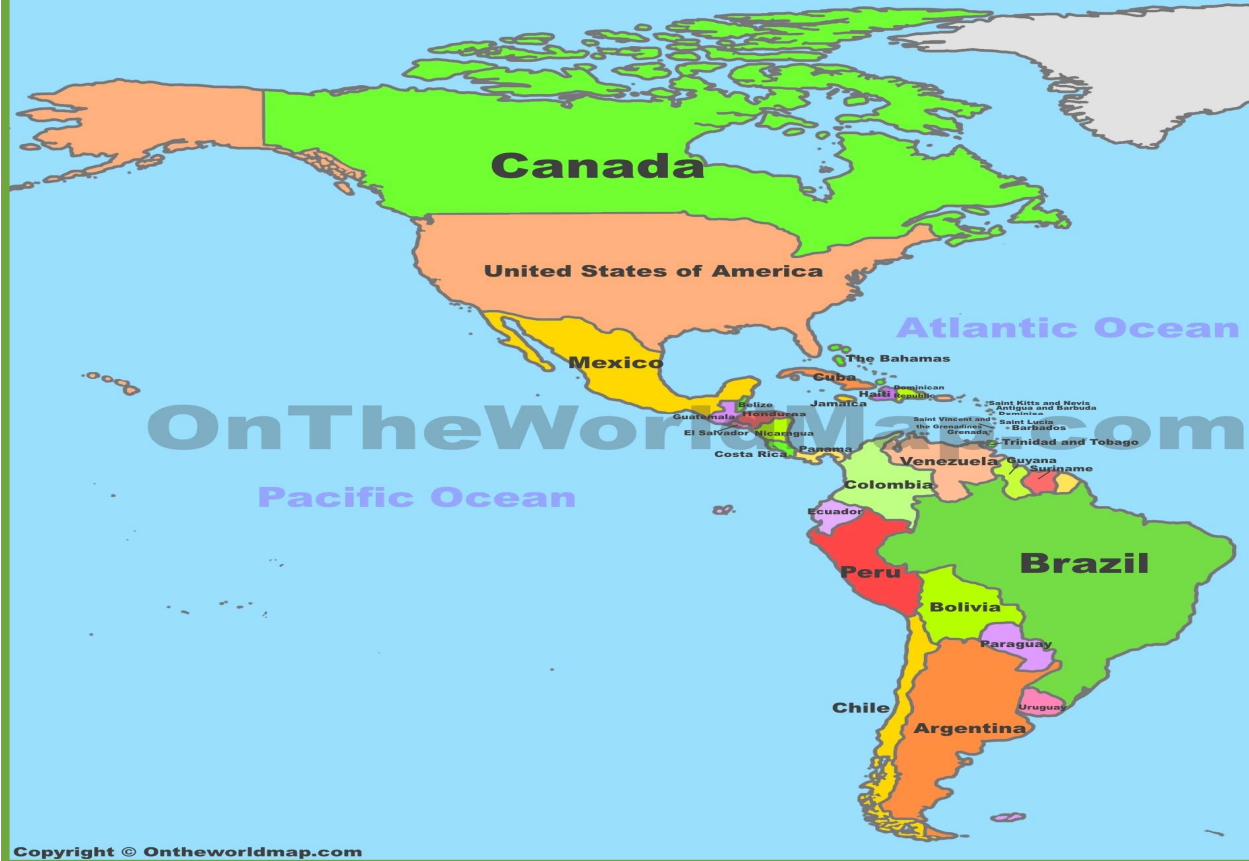 Canada
United States of America
Atlantic Ocean
Mexico
The Bahamas
Cuba
Haiti
Dominican
Republic
Jamaica
Belize
Guatemala
Honduras
El Salvador
Nicaragua
Costa Rica
Panama
Saint Kitts and Nevis
Antigua and Barbuda
Dominica
Saint Lucia
Saint Vincent and
the Grenadines
Barbados
Grenada
Trinidad and Tobago
OnTheWorldMap.com
Pacific Ocean
Venezuela
Guyana
Suriname
Colombia
Ecuador
Peru
Brazil
Bolivia
Paraguay
Chile
Uruguay
Argentina
Copyright © Ontheworldmap.com